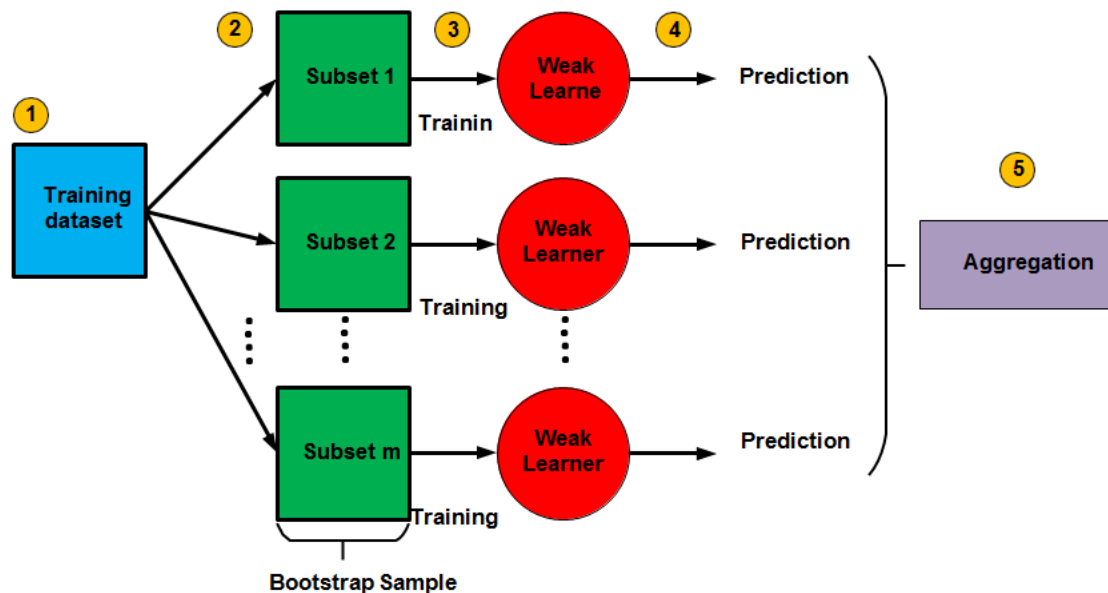 1
2
3
4
5
Training
dataset
Subset 1
Trainin
Weak
Learne
Prediction
Subset 2
Training
Weak
Learner
Prediction
Subset m
Training
Weak
Learner
Prediction
Aggregation
Bootstrap Sample